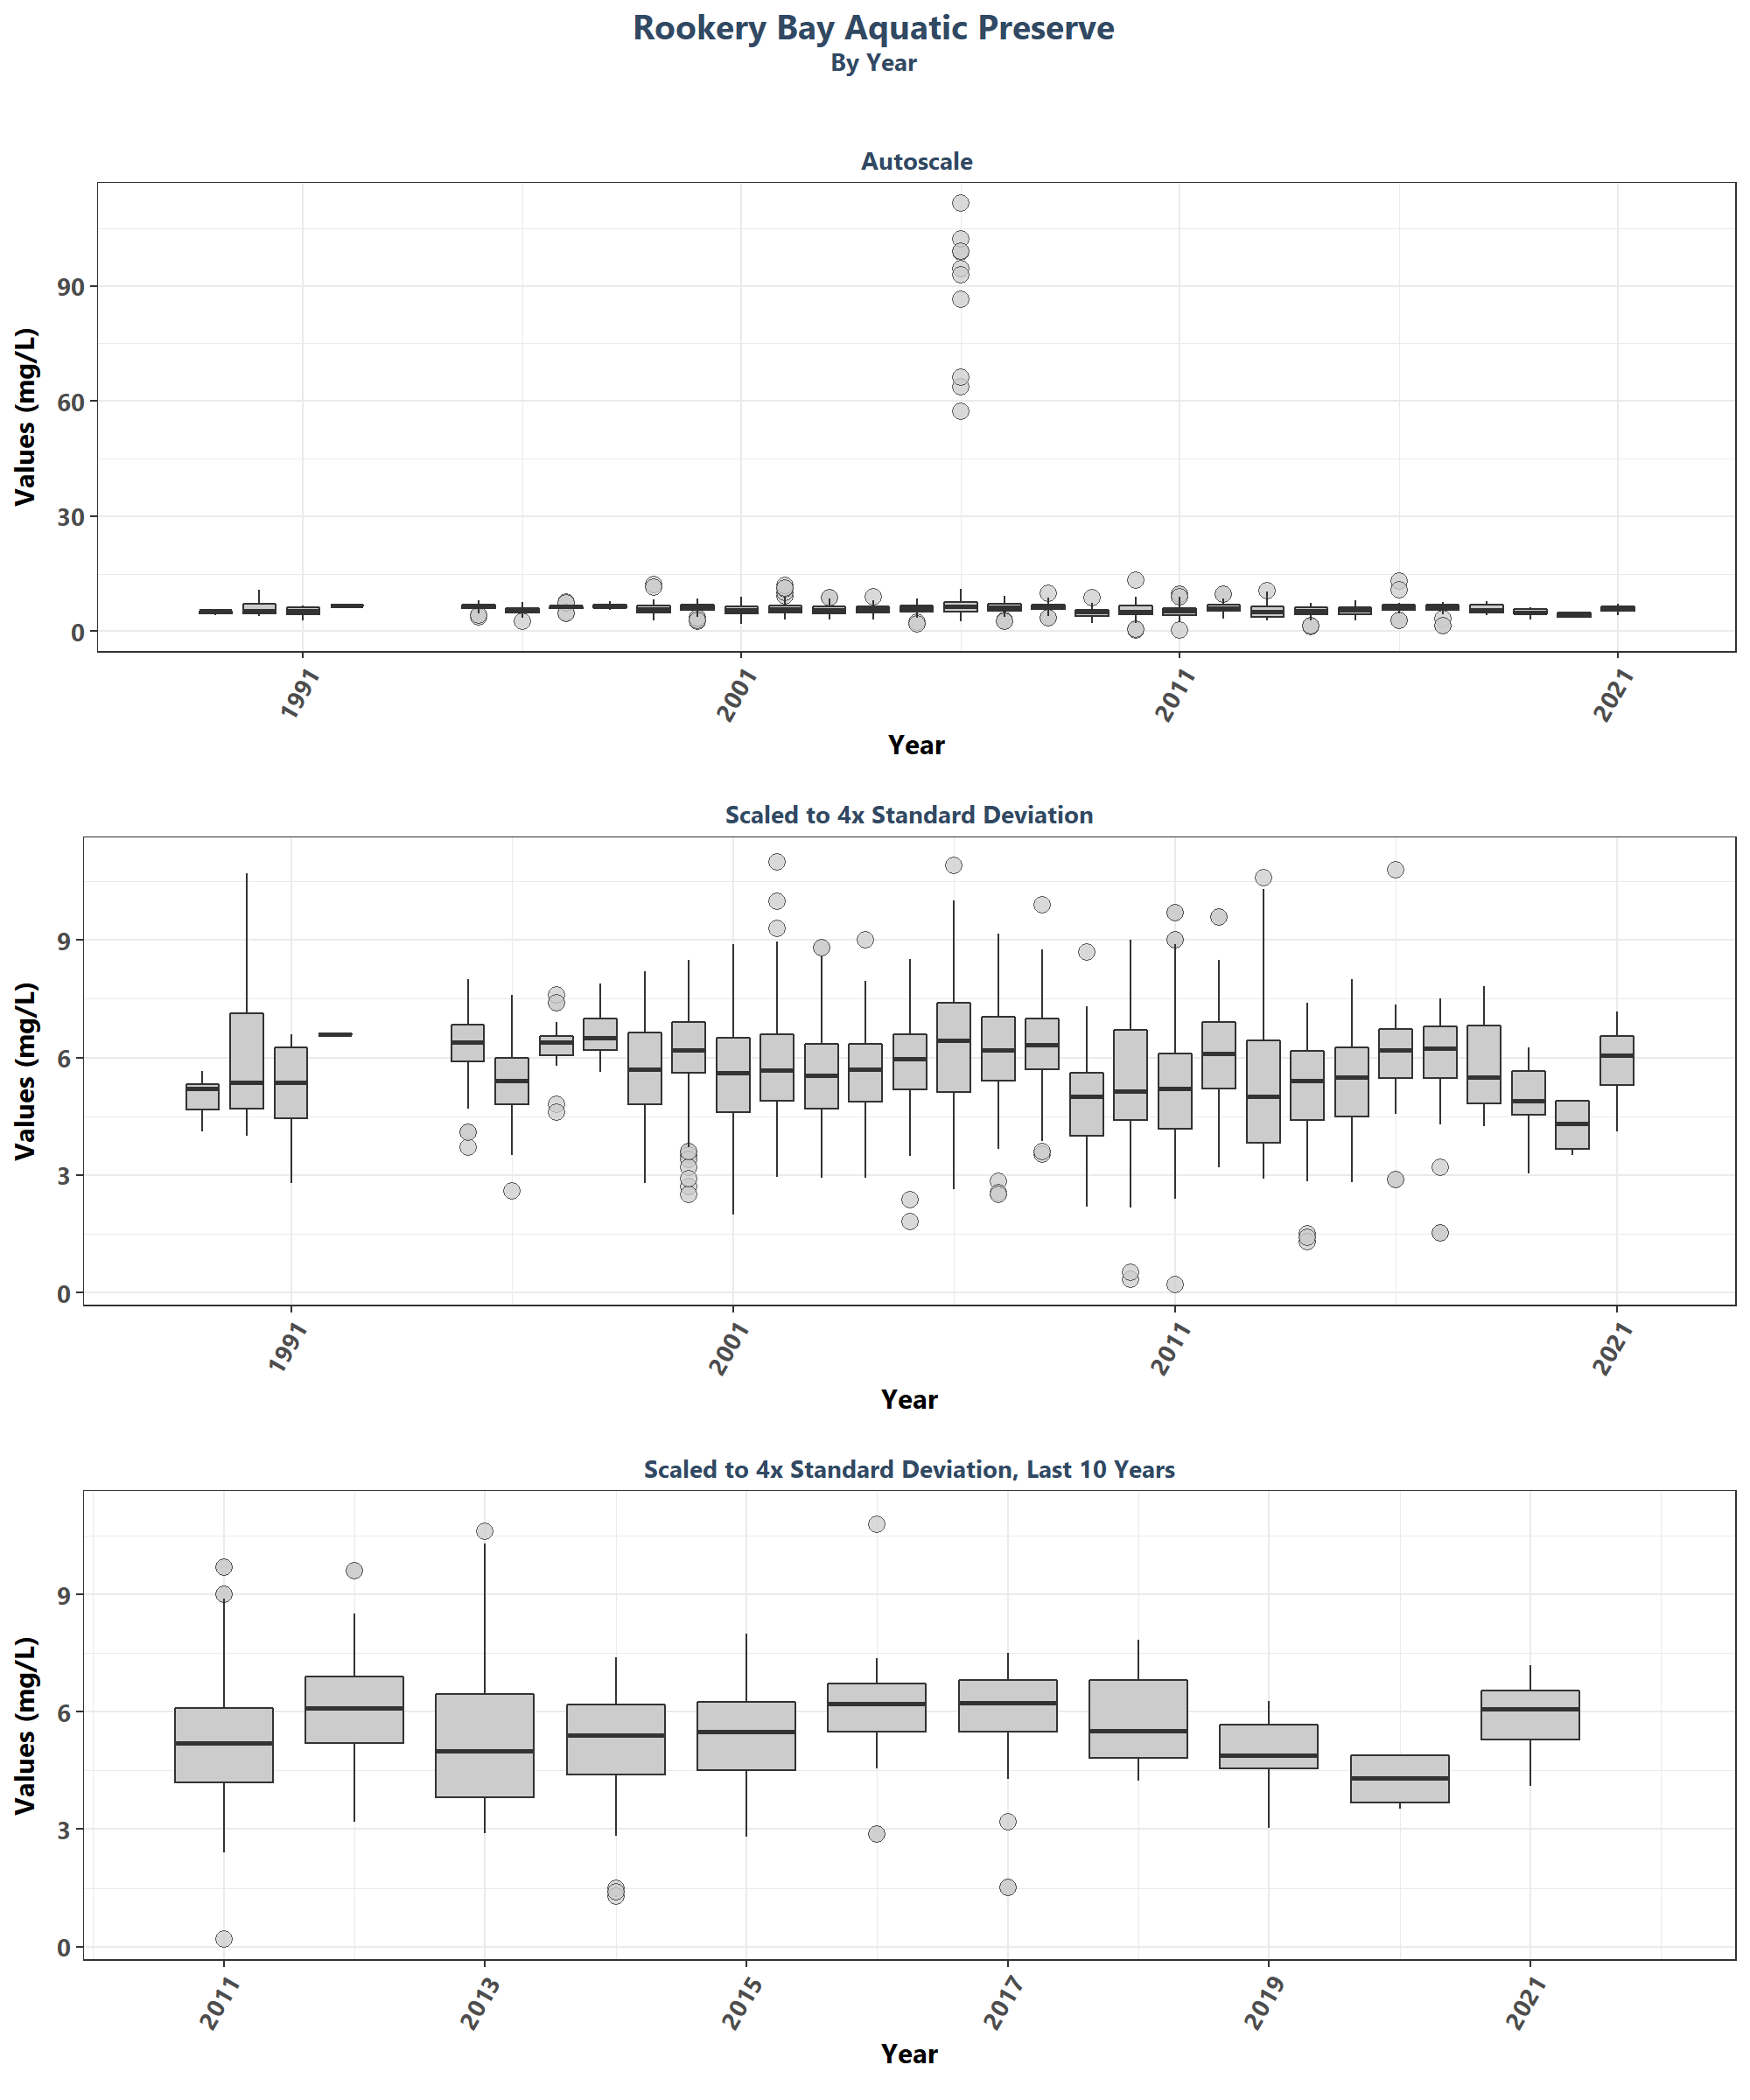 Rookery Bay Aquatic Preserve
By Year
Autoscale
Values (mg/L)
90
60
30
0
1991
2001
2011
2021
Year
Scaled to 4x Standard Deviation
Values (mg/L)
9
6
3
0
1991
2001
2011
2021
Year
Scaled to 4x Standard Deviation, Last 10 Years
Values (mg/L)
9
6
3
0
2011
2013
2015
2017
2019
2021
Year